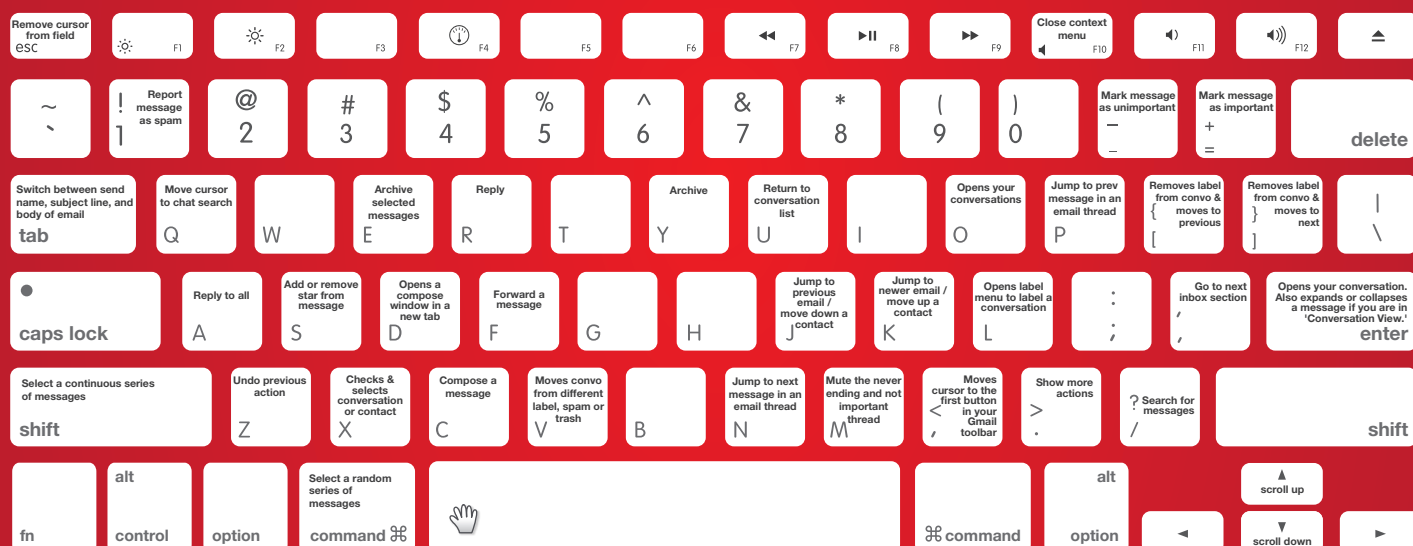 Remove cursor
from field
esc
F1
F2
F3
F4
F5
F6
F7
F8
F9
Close context
menu
F10
F11
F12
~
`
!
1
Report
message
as spam
@
2
#
3
$
4
%
5
^
6
&
7
*
8
(
9
)
0
Mark message
as unimportant
–
_
Mark message
as important
+
=
delete
Switch between send
name, subject line, and
body of email
tab
Move cursor
to chat search
Q
W
Archive
selected
messages
E
Reply
R
T
Archive
Y
Return to
conversation
list
U
I
Opens your
conversations
O
Jump to prev
message in an
email thread
P
Removes label
from convo &
{ moves to
previous
[
Removes label
from convo &
} moves to
next
]
|
\
caps lock
Reply to all
A
Add or remove
star from
message
S
Opens a
compose
window in a
new tab
D
Forward a
message
F
G
H
Jump to
previous
email /
move down a
contact
J
Jump to
newer email /
move up a
contact
K
Opens label
menu to label a
conversation
L
:
;
Go to next
inbox section
′
,
Opens your conversation.
Also expands or collapses
a message if you are in
'Conversation View.'
enter
Select a continuous series
of messages
shift
Undo previous
action
Z
Checks &
selects
conversation
or contact
X
Compose a
message
C
Moves convo
from different
label, spam or
trash
V
B
Jump to next
message in an
email thread
N
Mute the never
ending and not
important
thread
M
Moves
cursor to the
first button
< in your
Gmail
, toolbar
Show more
actions
>
.
? Search for
messages
/
shift
fn
alt
control
option
Select a random
series of
messages
command ⌘
⌘ command
alt
option
scroll up
scroll down